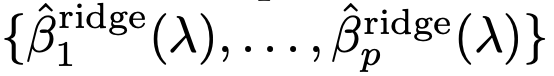 {β̂₁^ridge(λ), . . . , β̂ₚ^ridge(λ)}